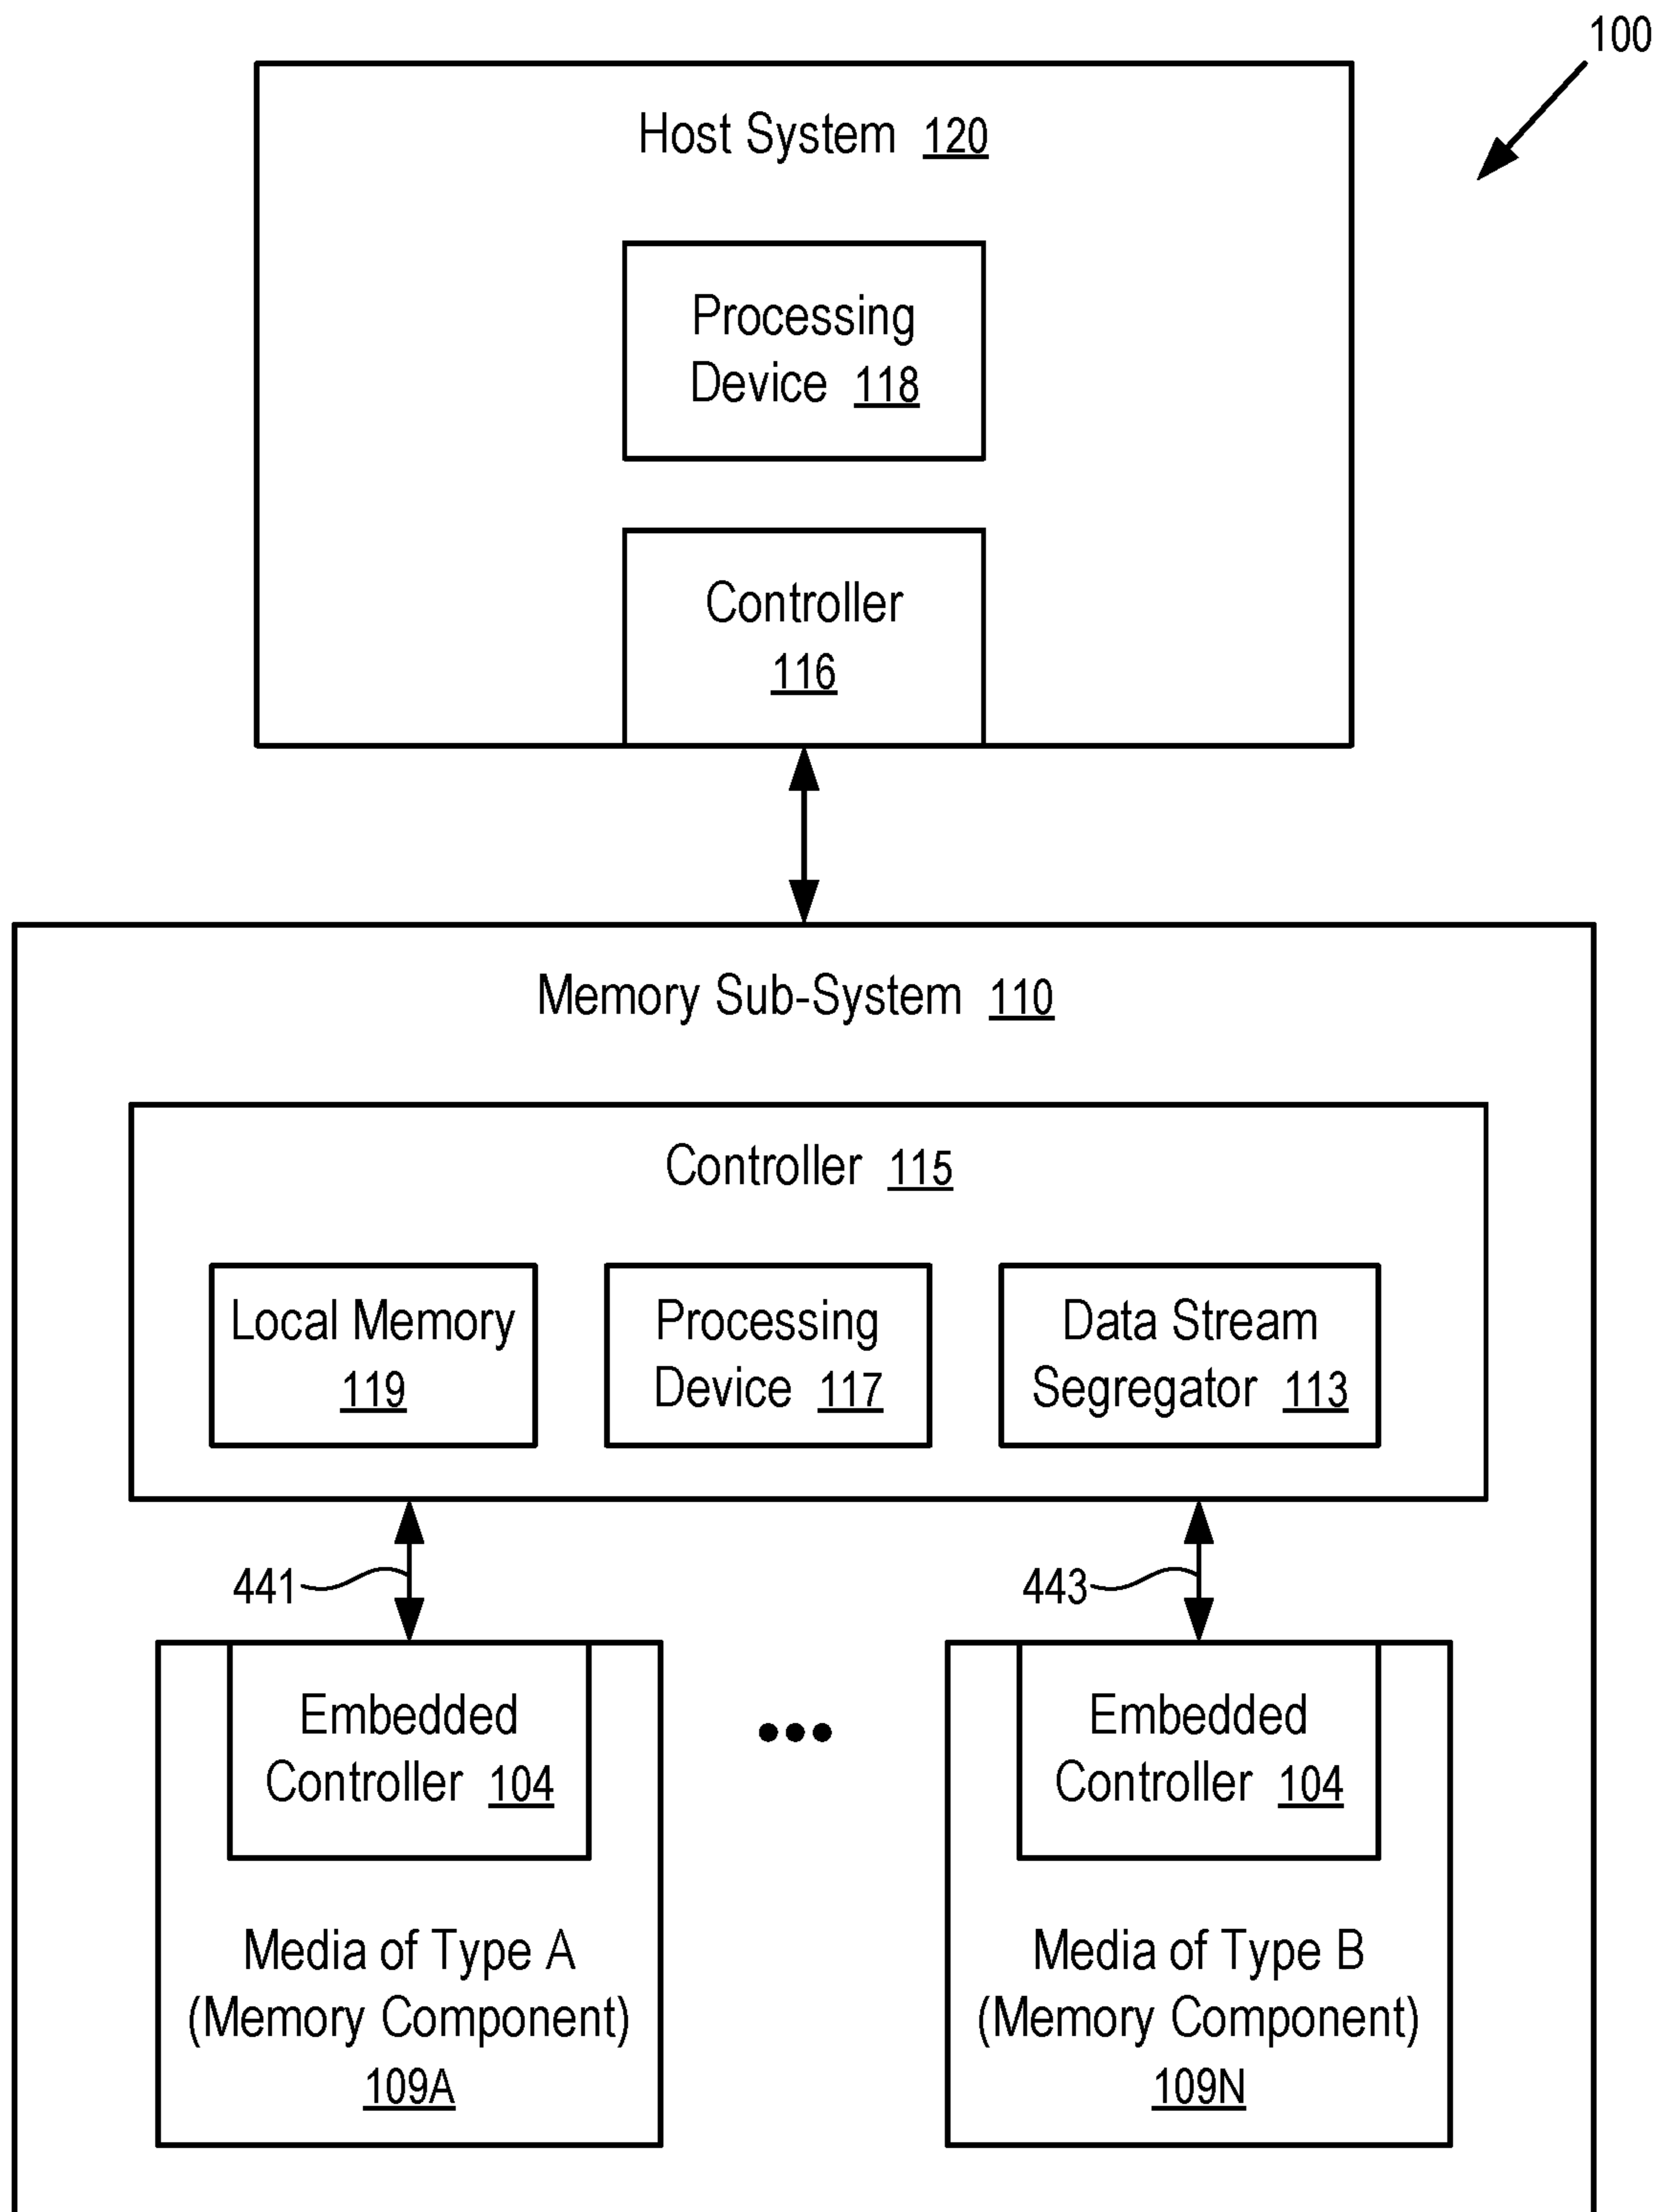 100
Host System 120
Processing
Device 118
Controller
116
Memory Sub-System 110
Controller 115
Local Memory
119
Processing
Device 117
Data Stream
Segregator 113
441
443
Embedded
Controller 104
Media of Type A
(Memory Component)
109A
Embedded
Controller 104
Media of Type B
(Memory Component)
109N